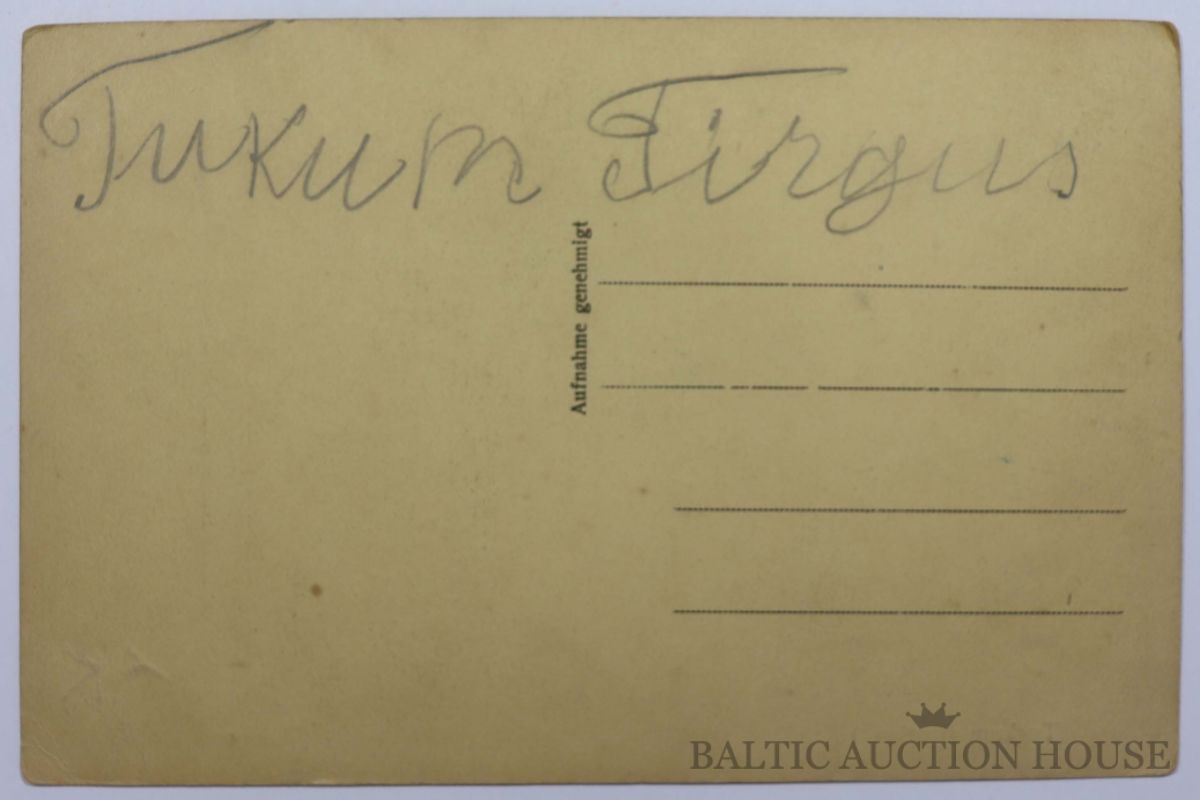 Tukum Tirgus
Aufnahme genehmigt
BALTIC AUCTION HOUSE